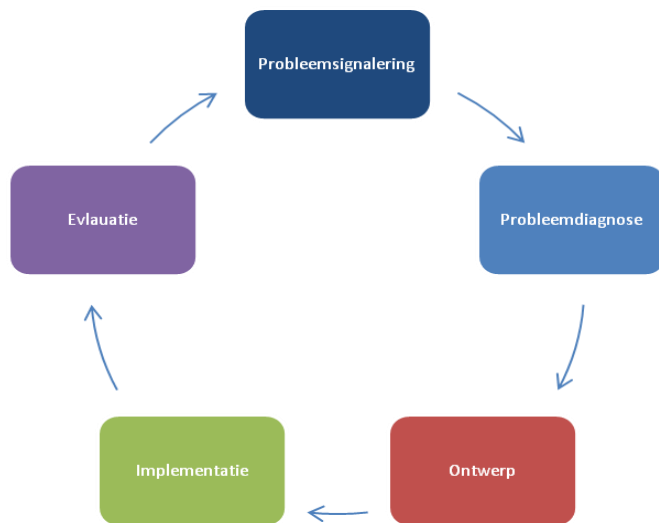 Probleemsignalering
Probleemdiagnose
Ontwerp
Implementatie
Evlauatie